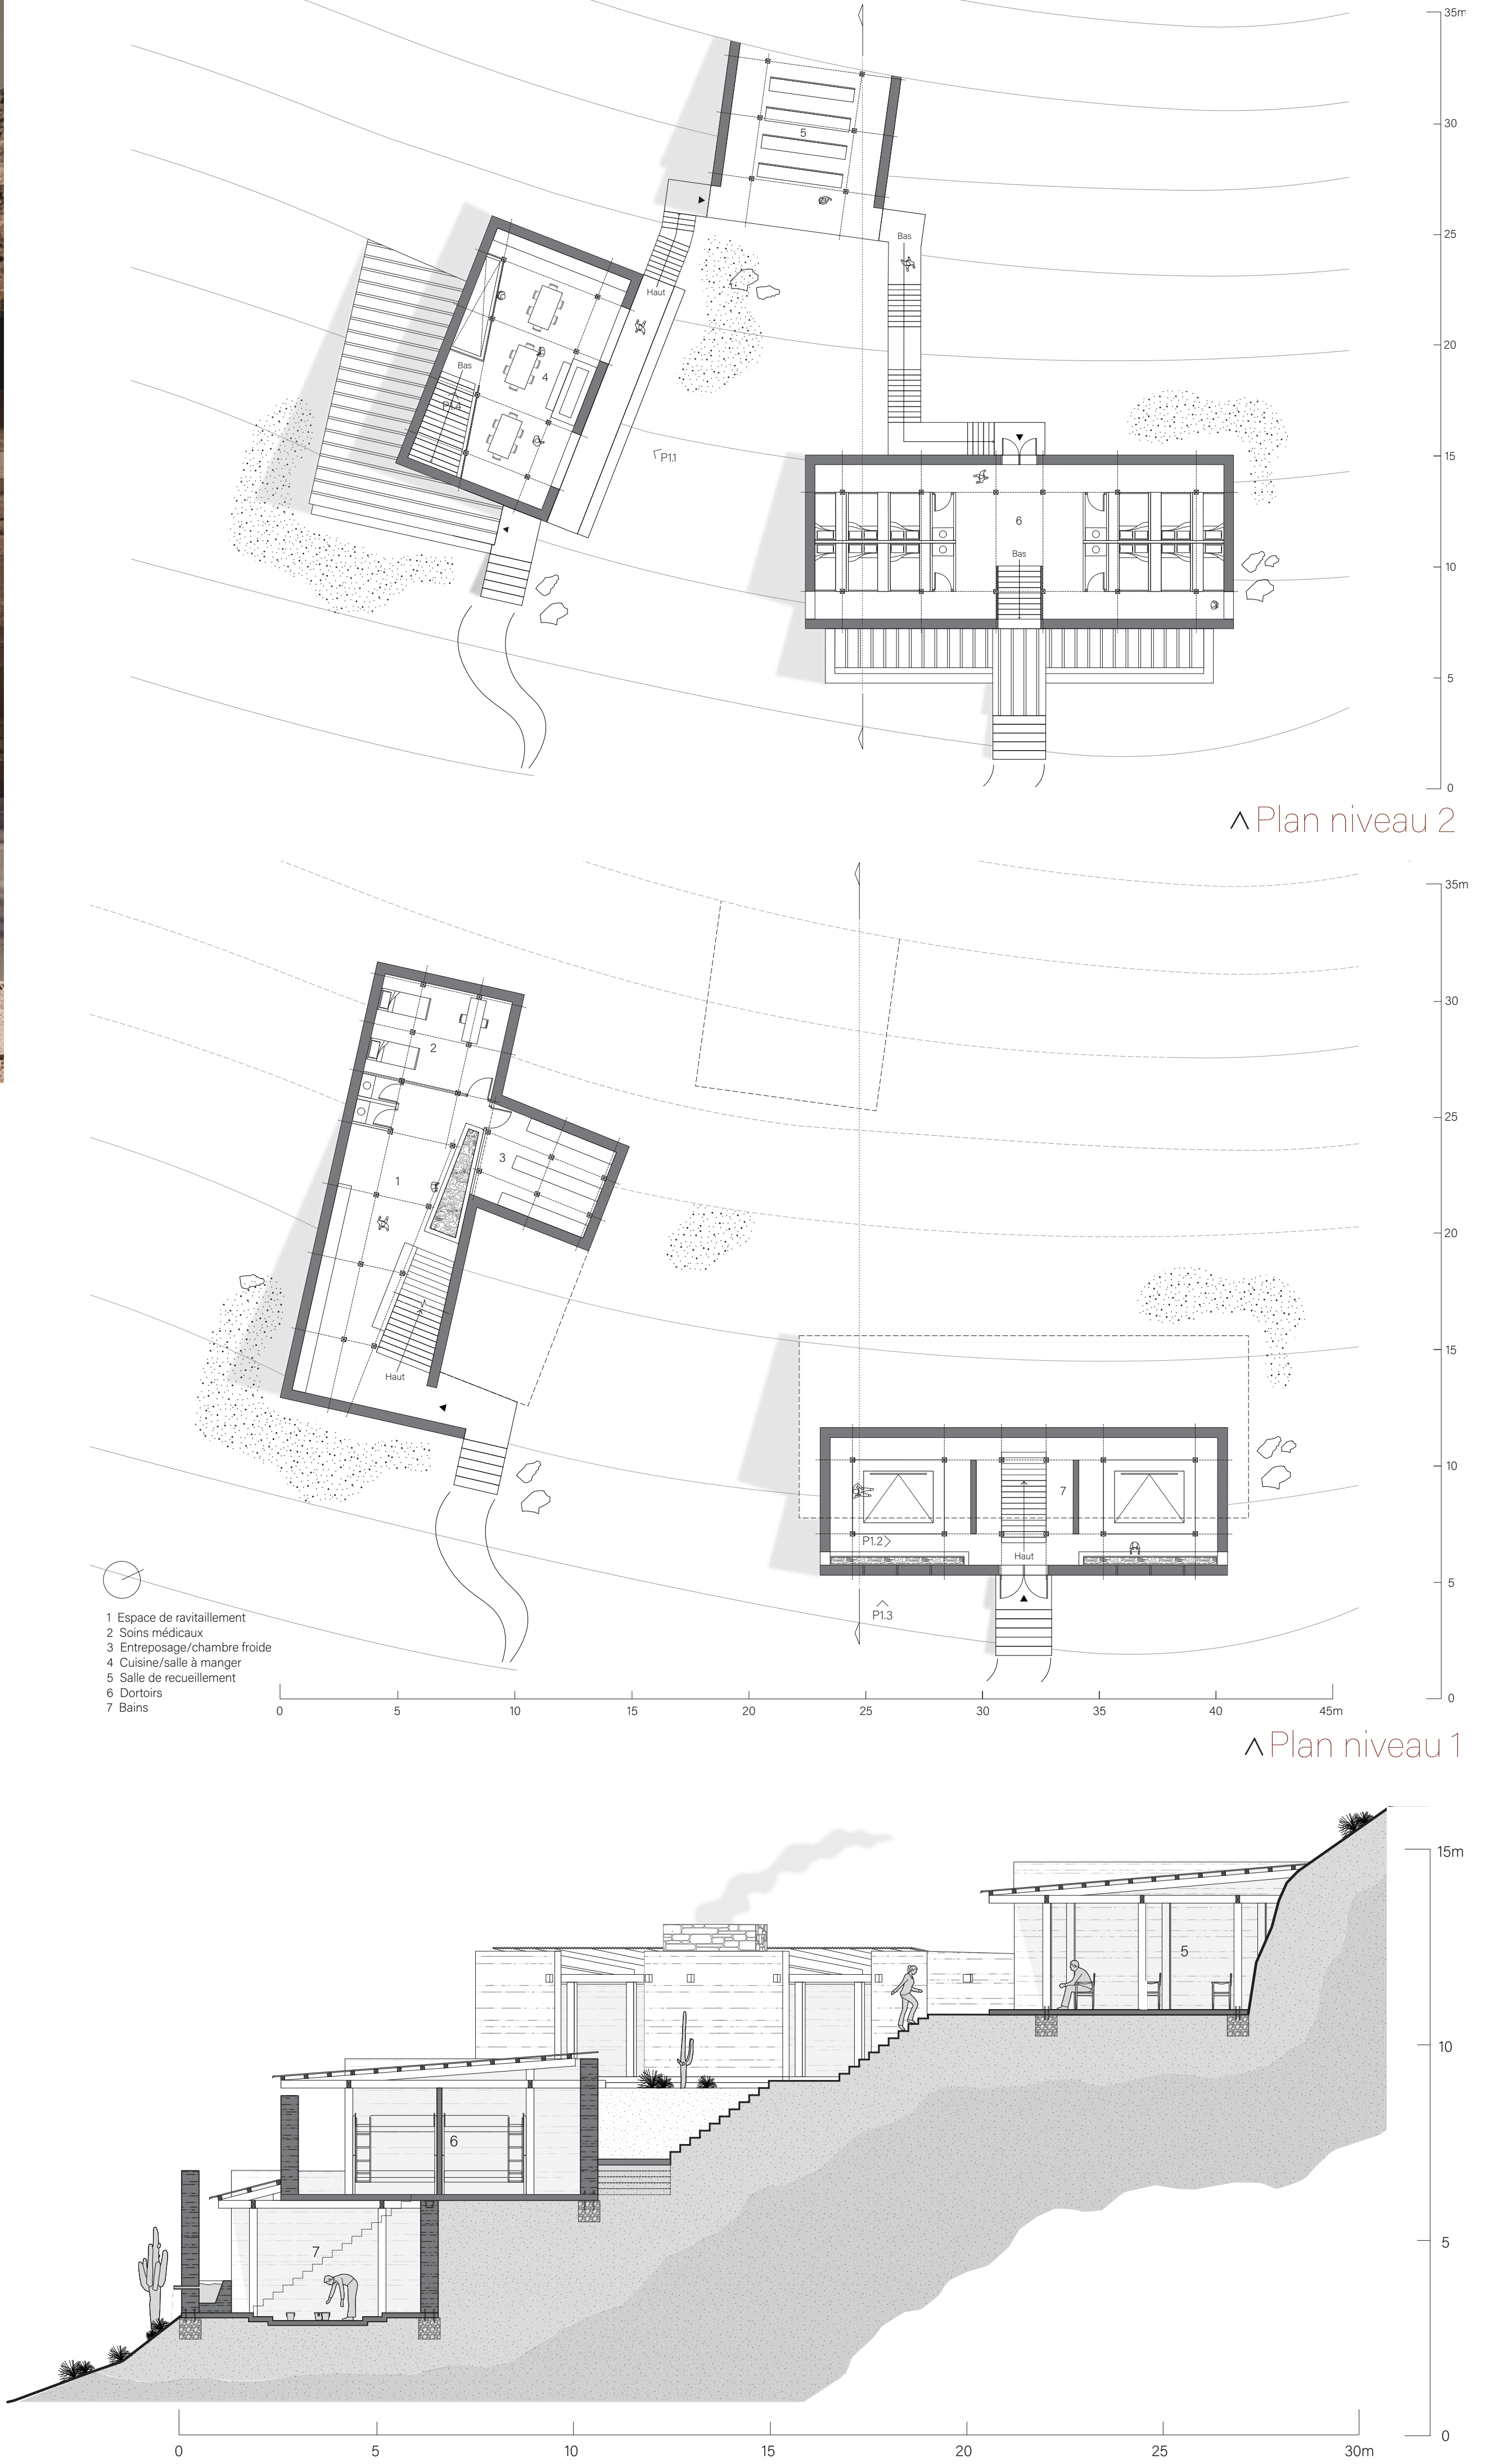 35m
30
25
20
15
10
5
0
5
Bas
Haut
Bas
4
P1.4
P1.1
6
Bas
Plan niveau 2
35m
30
25
20
15
10
5
0
2
3
1
Haut
7
P1.2
Haut
P1.3
1 Espace de ravitaillement
2 Soins médicaux
3 Entreposage/chambre froide
4 Cuisine/salle à manger
5 Salle de recueillement
6 Dortoirs
7 Bains
0 5 10 15 20 25 30 35 40 45m
Plan niveau 1
15m
10
5
0
5
6
7
0 5 10 15 20 25 30m